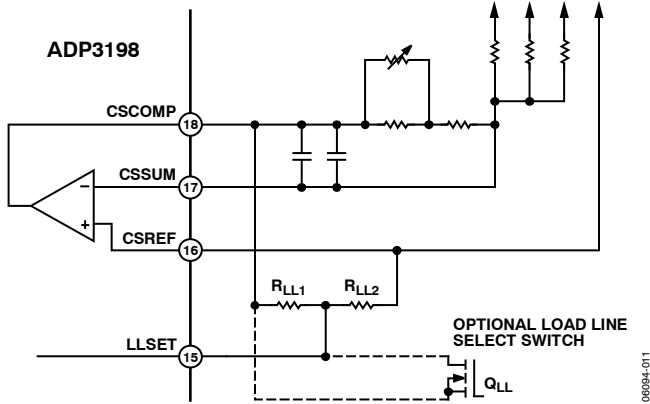 ADP3198
CSCOMP
18
CSSUM
17
−
+
CSREF
16
RLL1
RLL2
OPTIONAL LOAD LINE
SELECT SWITCH
LLSET
15
QLL
06094-011